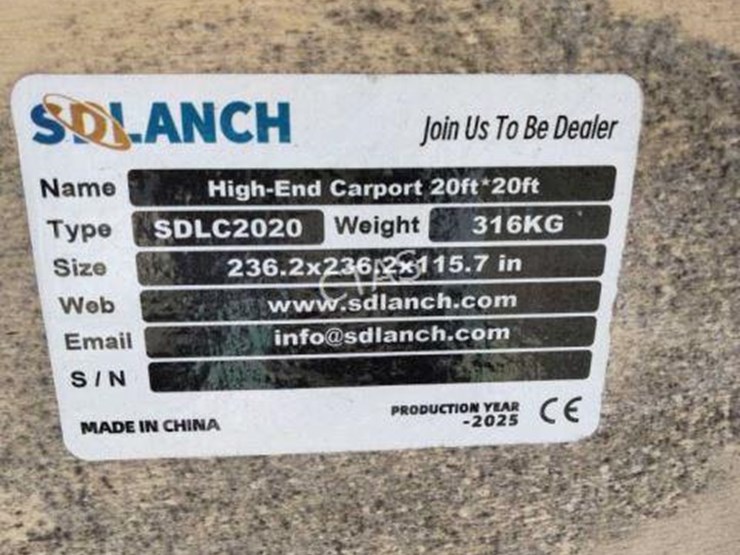 SDLANCH
Join Us To Be Dealer
Name High-End Carport 20ft*20ft
Type SDLC2020 Weight 316KG
Size 236.2x236.2x115.7 in
Web www.sdlanch.com
Email info@sdlanch.com
S/N
MADE IN CHINA
PRODUCTION YEAR
-2025
CE
CIAS